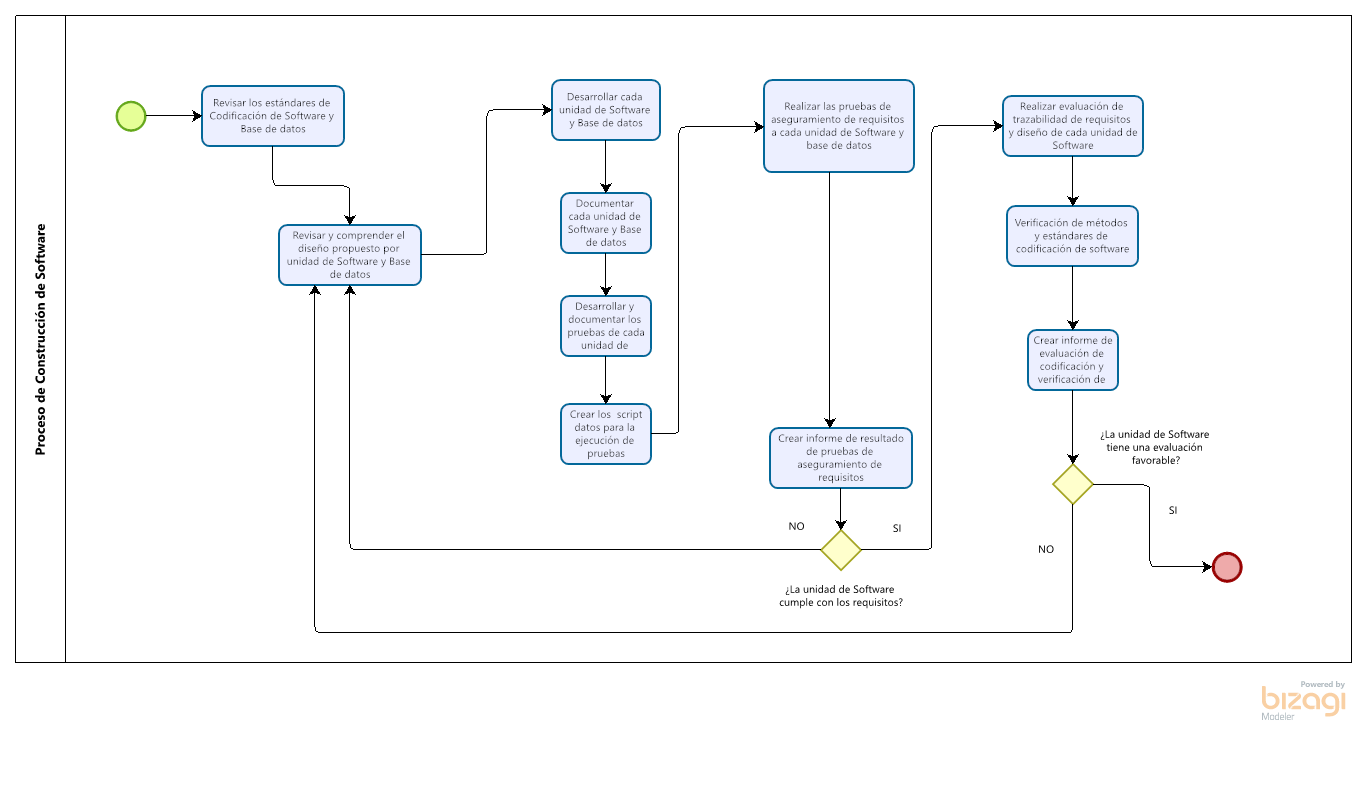 Proceso de Construcción de Software
Revisar los estándares de
Codificación de Software y
Base de datos
Revisar y comprender el
diseño propuesto por
unidad de Software y Base
de datos
Desarrollar cada
unidad de Software
y Base de datos
Documentar
cada unidad de
Software y Base
de datos
Desarrollar y
documentar los
pruebas de cada
unidad de
Crear los script
datos para la
ejecución de
pruebas
Realizar las pruebas de
aseguramiento de requisitos
a cada unidad de Software y
base de datos
Crear informe de resultado
de pruebas de
aseguramiento de
requisitos
NO
SI
¿La unidad de Software
cumple con los requisitos?
Realizar evaluación de
trazabilidad de requisitos
y diseño de cada unidad de
Software
Verificación de métodos
y estándares de
codificación de software
Crear informe de
evaluación de
codificación y
verificación de
¿La unidad de Software
tiene una evaluación
favorable?
SI
NO
Powered by
bizagi
Modeler